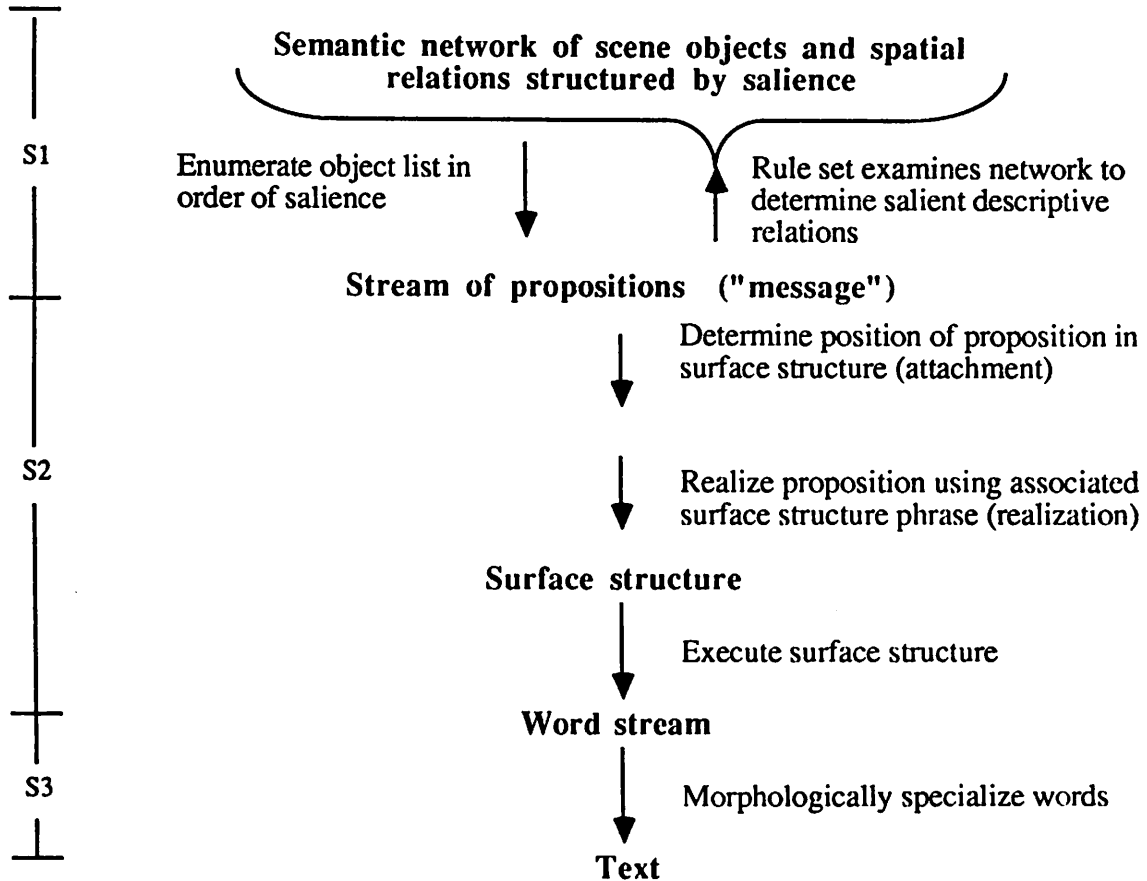 Semantic network of scene objects and spatial
relations structured by salience
S1
Enumerate object list in
order of salience
Rule set examines network to
determine salient descriptive
relations
Stream of propositions ("message")
Determine position of proposition in
surface structure (attachment)
S2
Realize proposition using associated
surface structure phrase (realization)
Surface structure
Execute surface structure
Word stream
S3
Morphologically specialize words
Text